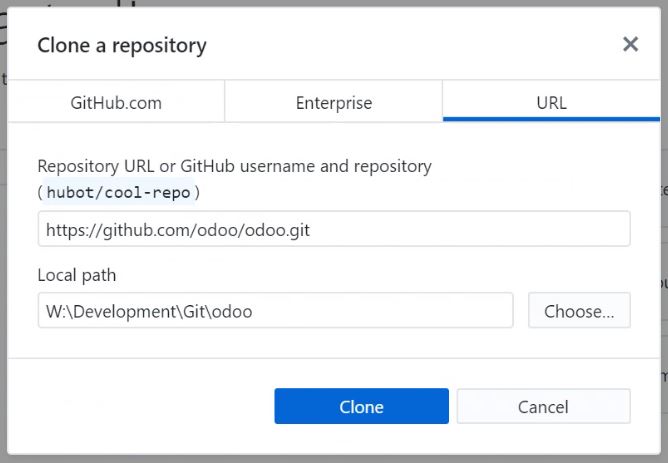 Clone a repository
GitHub.com
Enterprise
URL
Repository URL or GitHub username and repository
(hubot/cool-repo)
https://github.com/odoo/odoo.git
Local path
W:\Development\Git\odoo
Choose...
Clone
Cancel